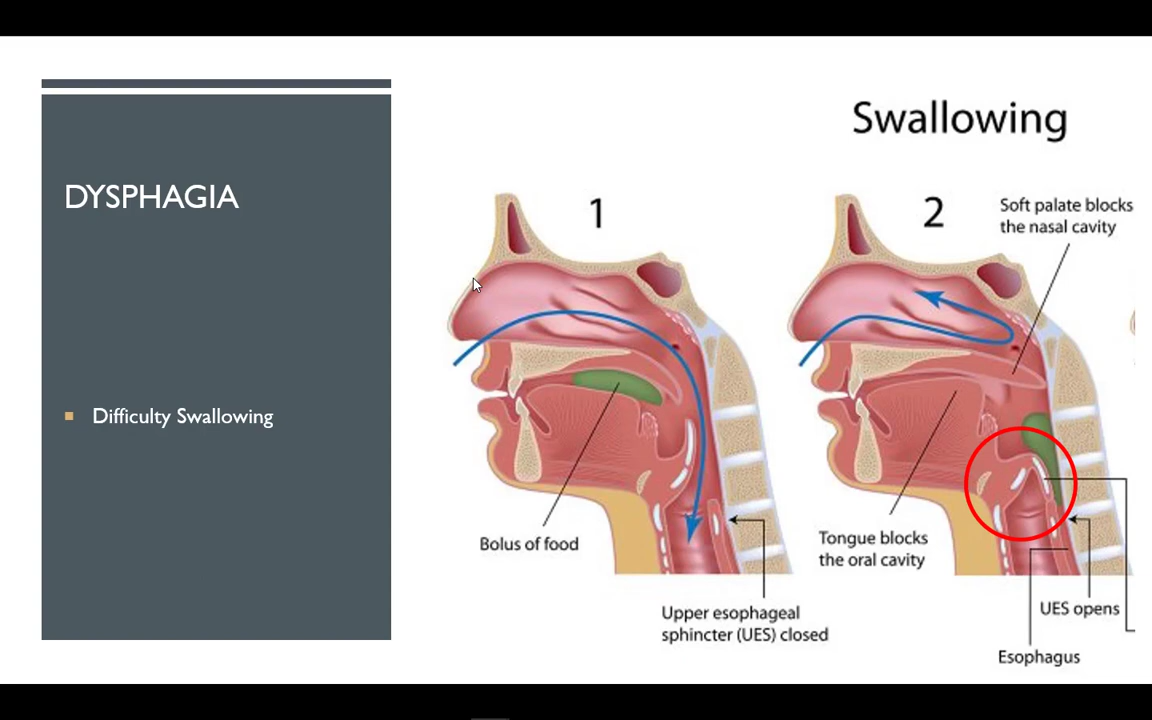 DYSPHAGIA
Difficulty Swallowing
Swallowing
1
2
Soft palate blocks
the nasal cavity
Bolus of food
Tongue blocks
the oral cavity
Upper esophageal
sphincter (UES) closed
UES opens
Esophagus